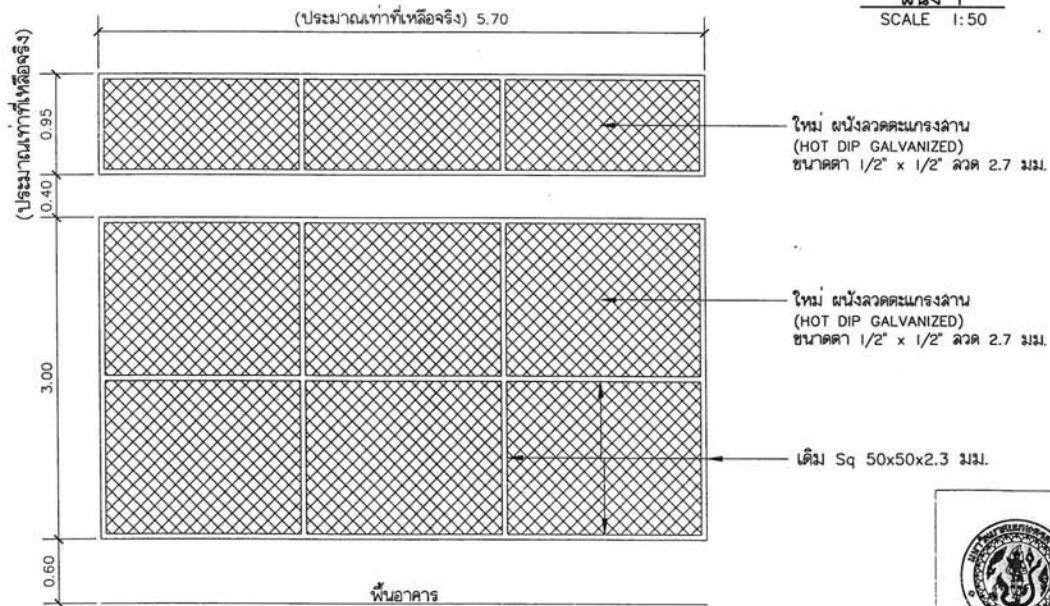 ผนัง 1
SCALE 1:50
(ประมาณเท่าที่เหลือจริง) 5.70
(ประมาณเท่าที่เหลือจริง)
0.95
0.40
3.00
0.60
ใหม่ ผนังลวดตะแกรงสาน
(HOT DIP GALVANIZED)
ขนาดตา 1/2" x 1/2" ลวด 2.7 มม.
ใหม่ ผนังลวดตะแกรงสาน
(HOT DIP GALVANIZED)
ขนาดตา 1/2" x 1/2" ลวด 2.7 มม.
เดิม Sq 50x50x2.3 มม.
พื้นอาคาร